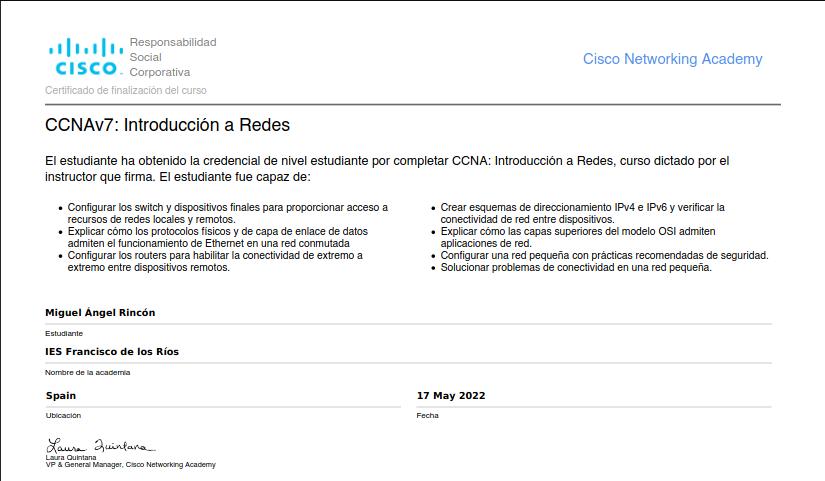 Responsabilidad
Social
Corporativa
CISCO
Cisco Networking Academy
Certificado de finalización del curso
CCNAv7: Introducción a Redes
El estudiante ha obtenido la credencial de nivel estudiante por completar CCNA: Introducción a Redes, curso dictado por el
instructor que firma. El estudiante fue capaz de:
• Configurar los switch y dispositivos finales para proporcionar acceso a
recursos de redes locales y remotos.
• Explicar cómo los protocolos físicos y de capa de enlace de datos
admiten el funcionamiento de Ethernet en una red conmutada
• Configurar los routers para habilitar la conectividad de extremo a
extremo entre dispositivos remotos.
• Crear esquemas de direccionamiento IPv4 e IPv6 y verificar la
conectividad de red entre dispositivos.
• Explicar cómo las capas superiores del modelo OSI admiten
aplicaciones de red.
• Configurar una red pequeña con prácticas recomendadas de seguridad.
• Solucionar problemas de conectividad en una red pequeña.
Miguel Ángel Rincón
Estudiante
IES Francisco de los Ríos
Nombre de la academia
Spain
Ubicación
17 May 2022
Fecha
Laura Quintana
Laura Quintana
VP & General Manager, Cisco Networking Academy